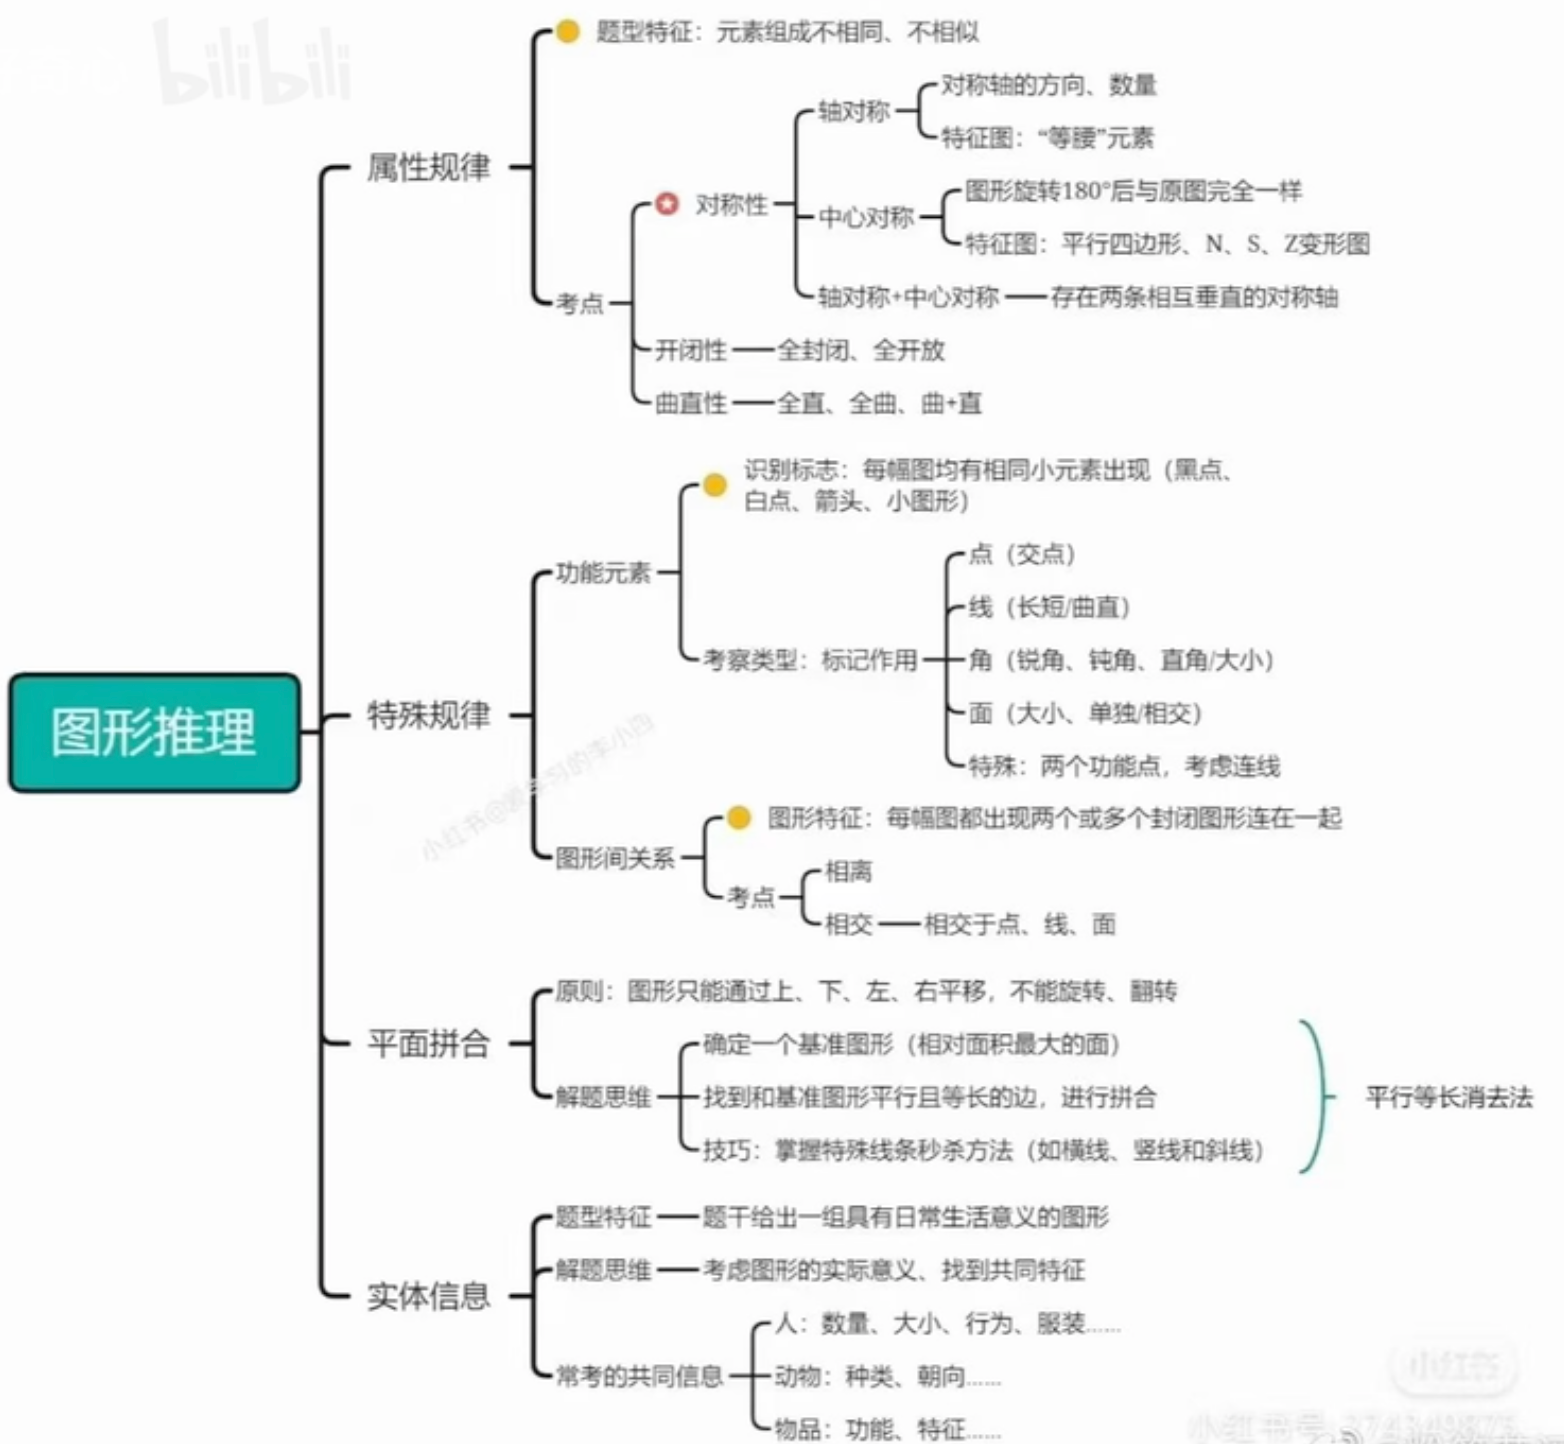 bilibili
题型特征：元素组成不相同、不相似
对称轴的方向、数量
轴对称
特征图：“等腰”元素
属性规律
图形旋转180°后与原图完全一样
对称性
中心对称
特征图：平行四边形、N、S、Z变形图
轴对称+中心对称
存在两条相互垂直的对称轴
考点
开闭性
全封闭、全开放
曲直性
全直、全曲、曲+直
识别标志：每幅图均有相同小元素出现（黑点、
白点、箭头、小图形）
点（交点）
功能元素
线（长短/曲直）
考察类型：标记作用
角（锐角、钝角、直角/大小）
面（大小、单独/相交）
特殊规律
图形推理
特殊：两个功能点，考虑连线
小红书@爱学习的李小四
图形特征：每幅图都出现两个或多个封闭图形连在一起
图形间关系
相离
考点
相交
相交于点、线、面
原则：图形只能通过上、下、左、右平移，不能旋转、翻转
平面拼合
确定一个基准图形（相对面积最大的面）
解题思维
找到和基准图形平行且等长的边，进行拼合
平行等长消去法
技巧：掌握特殊线条秒杀方法（如横线、竖线和斜线）
题型特征
题干给出一组具有日常生活意义的图形
解题思维
考虑图形的实际意义、找到共同特征
实体信息
人：数量、大小、行为、服装……
常考的共同信息
动物：种类、朝向……
物品：功能、特征……
小红书
小红书号